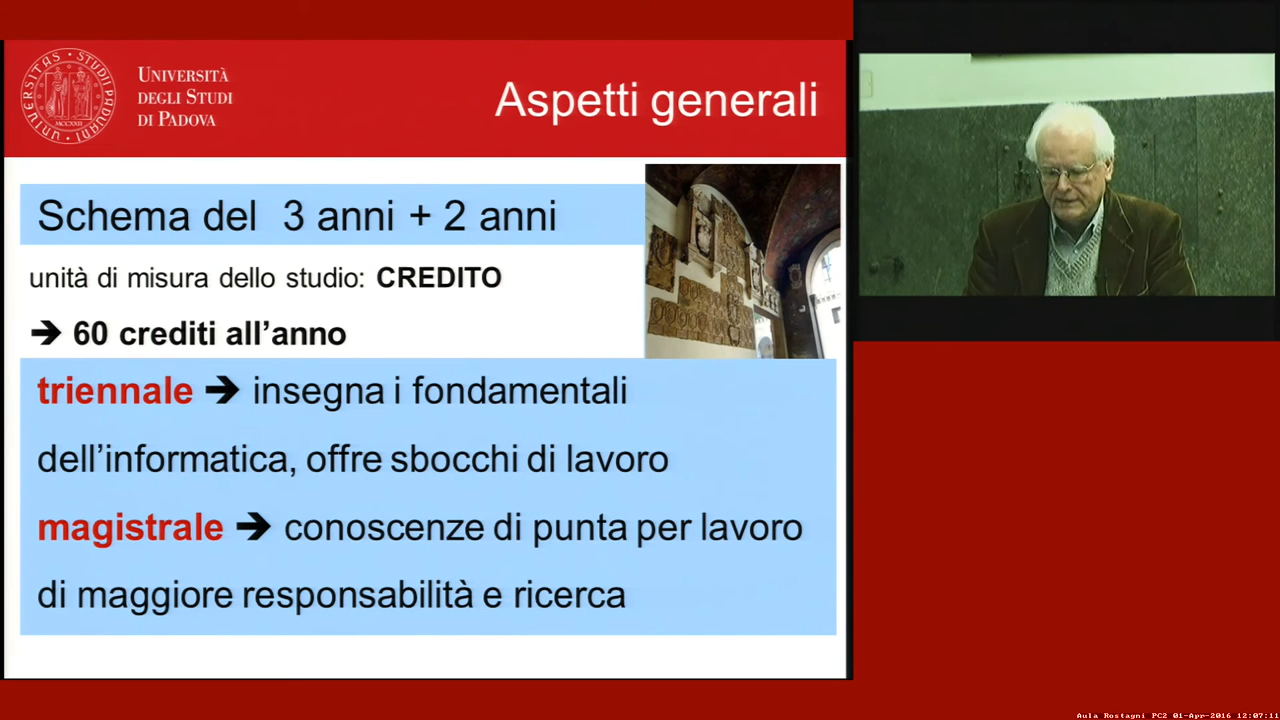 UNIVERSITÀ
DEGLI STUDI
DI PADOVA
Aspetti generali
Schema del 3 anni + 2 anni
unità di misura dello studio: CREDITO
➔ 60 crediti all’anno
triennale ➔ insegna i fondamentali
dell’informatica, offre sbocchi di lavoro
magistrale ➔ conoscenze di punta per lavoro
di maggiore responsabilità e ricerca
Aula Rostagni PC2 01-Apr-2016 12:07:11